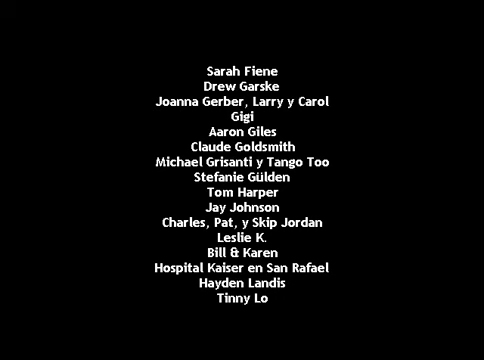 Sarah Fiene
Drew Garske
Joanna Gerber, Larry y Carol
Gigi
Aaron Giles
Claude Goldsmith
Michael Grisanti y Tango Too
Stefanie Gülden
Tom Harper
Jay Johnson
Charles, Pat, y Skip Jordan
Leslie K.
Bill & Karen
Hospital Kaiser en San Rafael
Hayden Landis
Tinny Lo